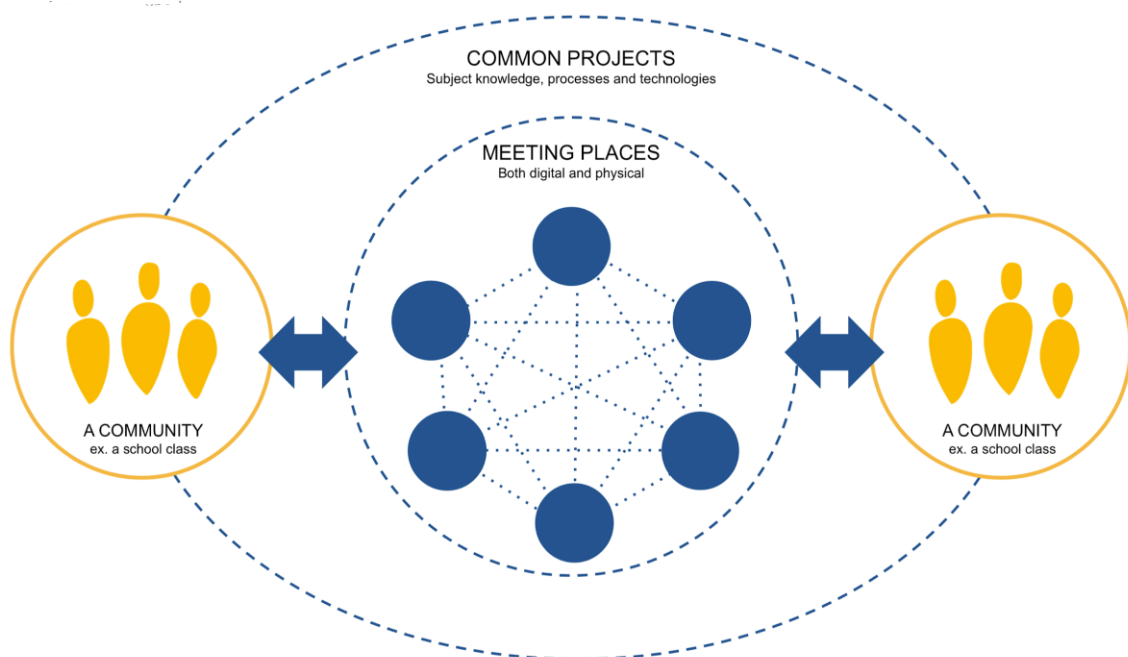 COMMON PROJECTS
Subject knowledge, processes and technologies
MEETING PLACES
Both digital and physical
A COMMUNITY
ex. a school class
A COMMUNITY
ex. a school class